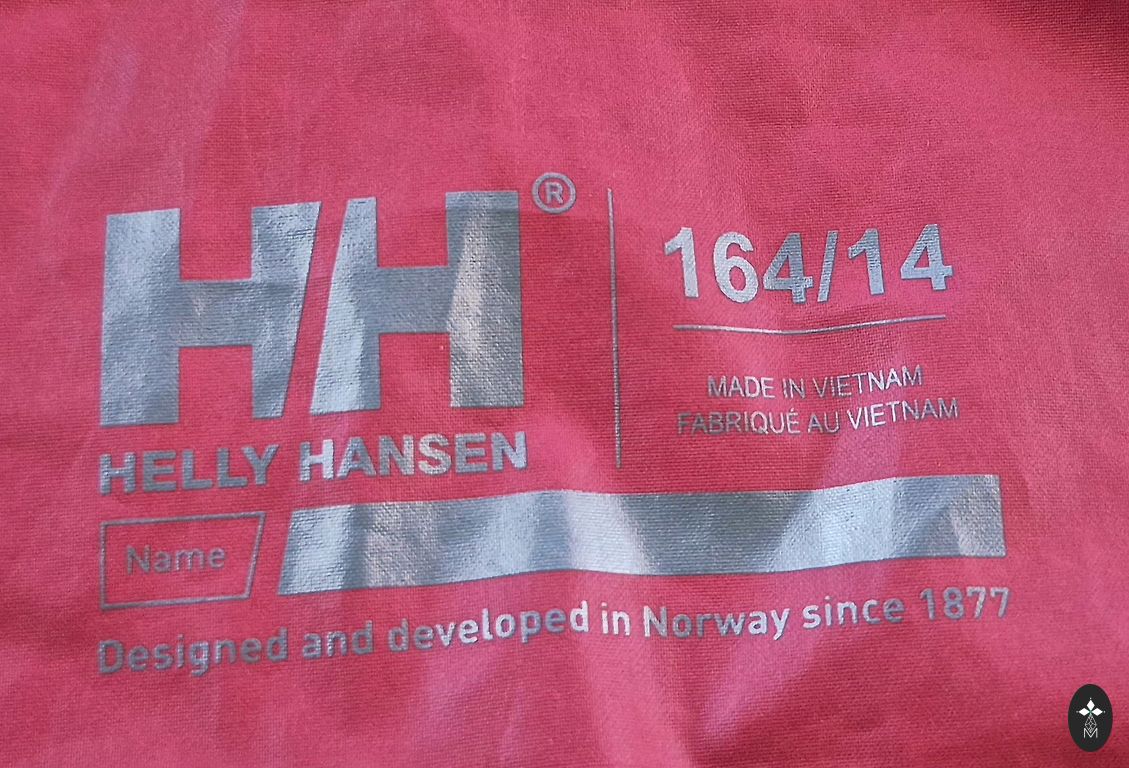 HH®
HELLY HANSEN
164/14
MADE IN VIETNAM
FABRIQUÉ AU VIETNAM
Name
Designed and developed in Norway since 1877
M